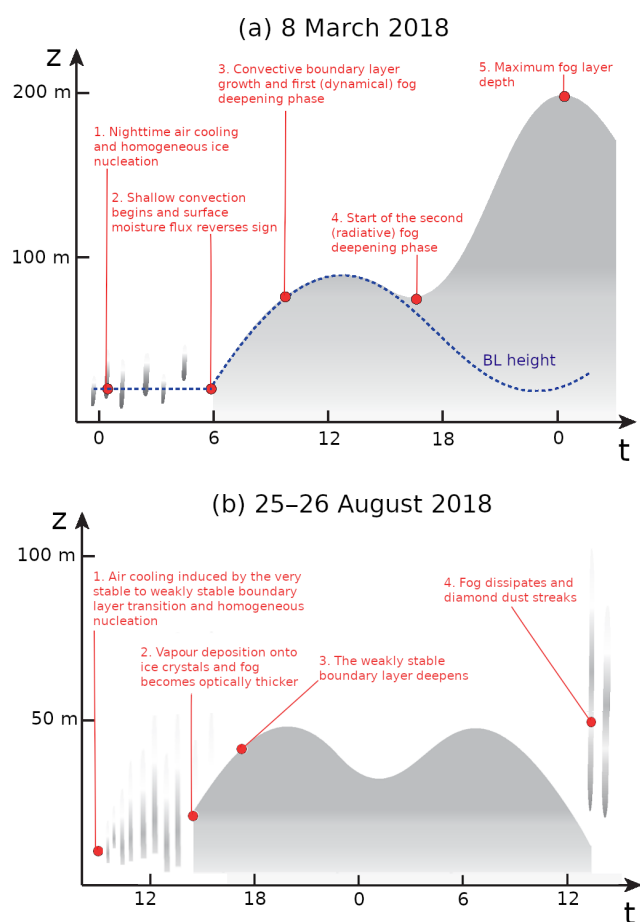 (a) 8 March 2018
z
200 m
100 m
3. Convective boundary layer
growth and first (dynamical) fog
deepening phase
5. Maximum fog layer
depth
1. Nighttime air cooling
and homogeneous ice
nucleation
2. Shallow convection
begins and surface
moisture flux reverses sign
4. Start of the second
(radiative) fog
deepening phase
BL height
0
6
12
18
0
t
(b) 25–26 August 2018
z
100 m
50 m
1. Air cooling induced by the very
stable to weakly stable boundary
layer transition and homogeneous
nucleation
4. Fog dissipates and
diamond dust streaks
2. Vapour deposition onto
ice crystals and fog
becomes optically thicker
3. The weakly stable
boundary layer deepens
12
18
0
6
12
t